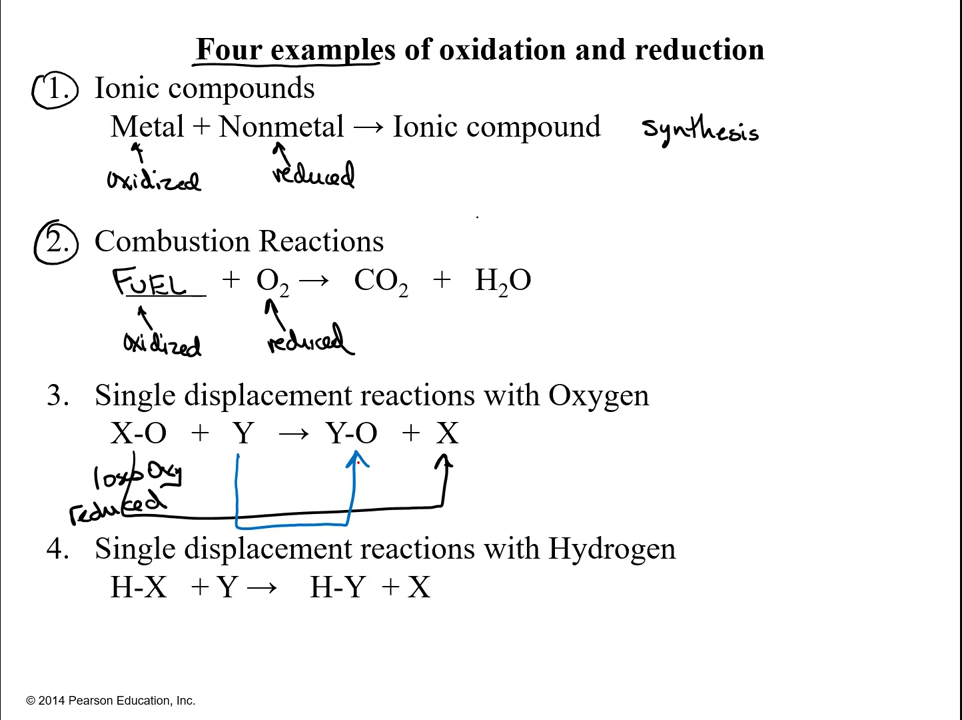 Four examples of oxidation and reduction
1. Ionic compounds
Metal + Nonmetal → Ionic compound synthesis
oxidized reduced
2. Combustion Reactions
FUEL + O₂ → CO₂ + H₂O
oxidized reduced
3. Single displacement reactions with Oxygen
X-O + Y → Y-O + X
loss Oxy
reduced
4. Single displacement reactions with Hydrogen
H-X + Y → H-Y + X
© 2014 Pearson Education, Inc.